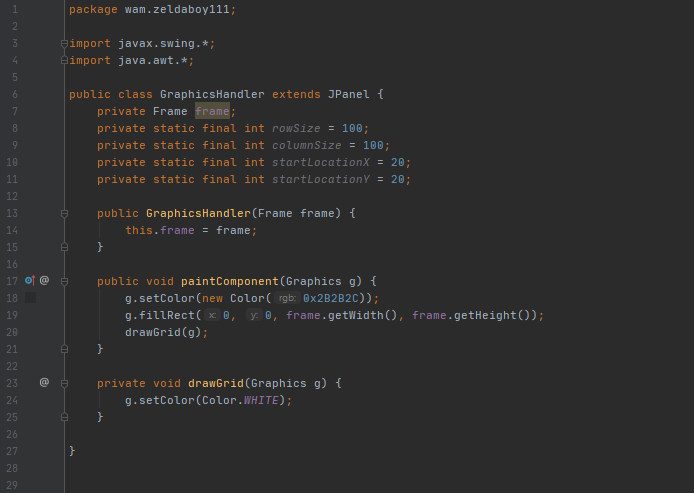 1 package wam.zeldaboy111;
2
3 import javax.swing.*;
4 import java.awt.*;
5
6 public class GraphicsHandler extends JPanel {
7 private Frame frame;
8 private static final int rowSize = 100;
9 private static final int columnSize = 100;
10 private static final int startLocationX = 20;
11 private static final int startLocationY = 20;
12
13 public GraphicsHandler(Frame frame) {
14 this.frame = frame;
15 }
16
17 @ public void paintComponent(Graphics g) {
18 g.setColor(new Color( rgb: 0x2B2B2C));
19 g.fillRect( x: 0, y: 0, frame.getWidth(), frame.getHeight());
20 drawGrid(g);
21 }
22
23 @ private void drawGrid(Graphics g) {
24 g.setColor(Color.WHITE);
25 }
26
27 }
28
29